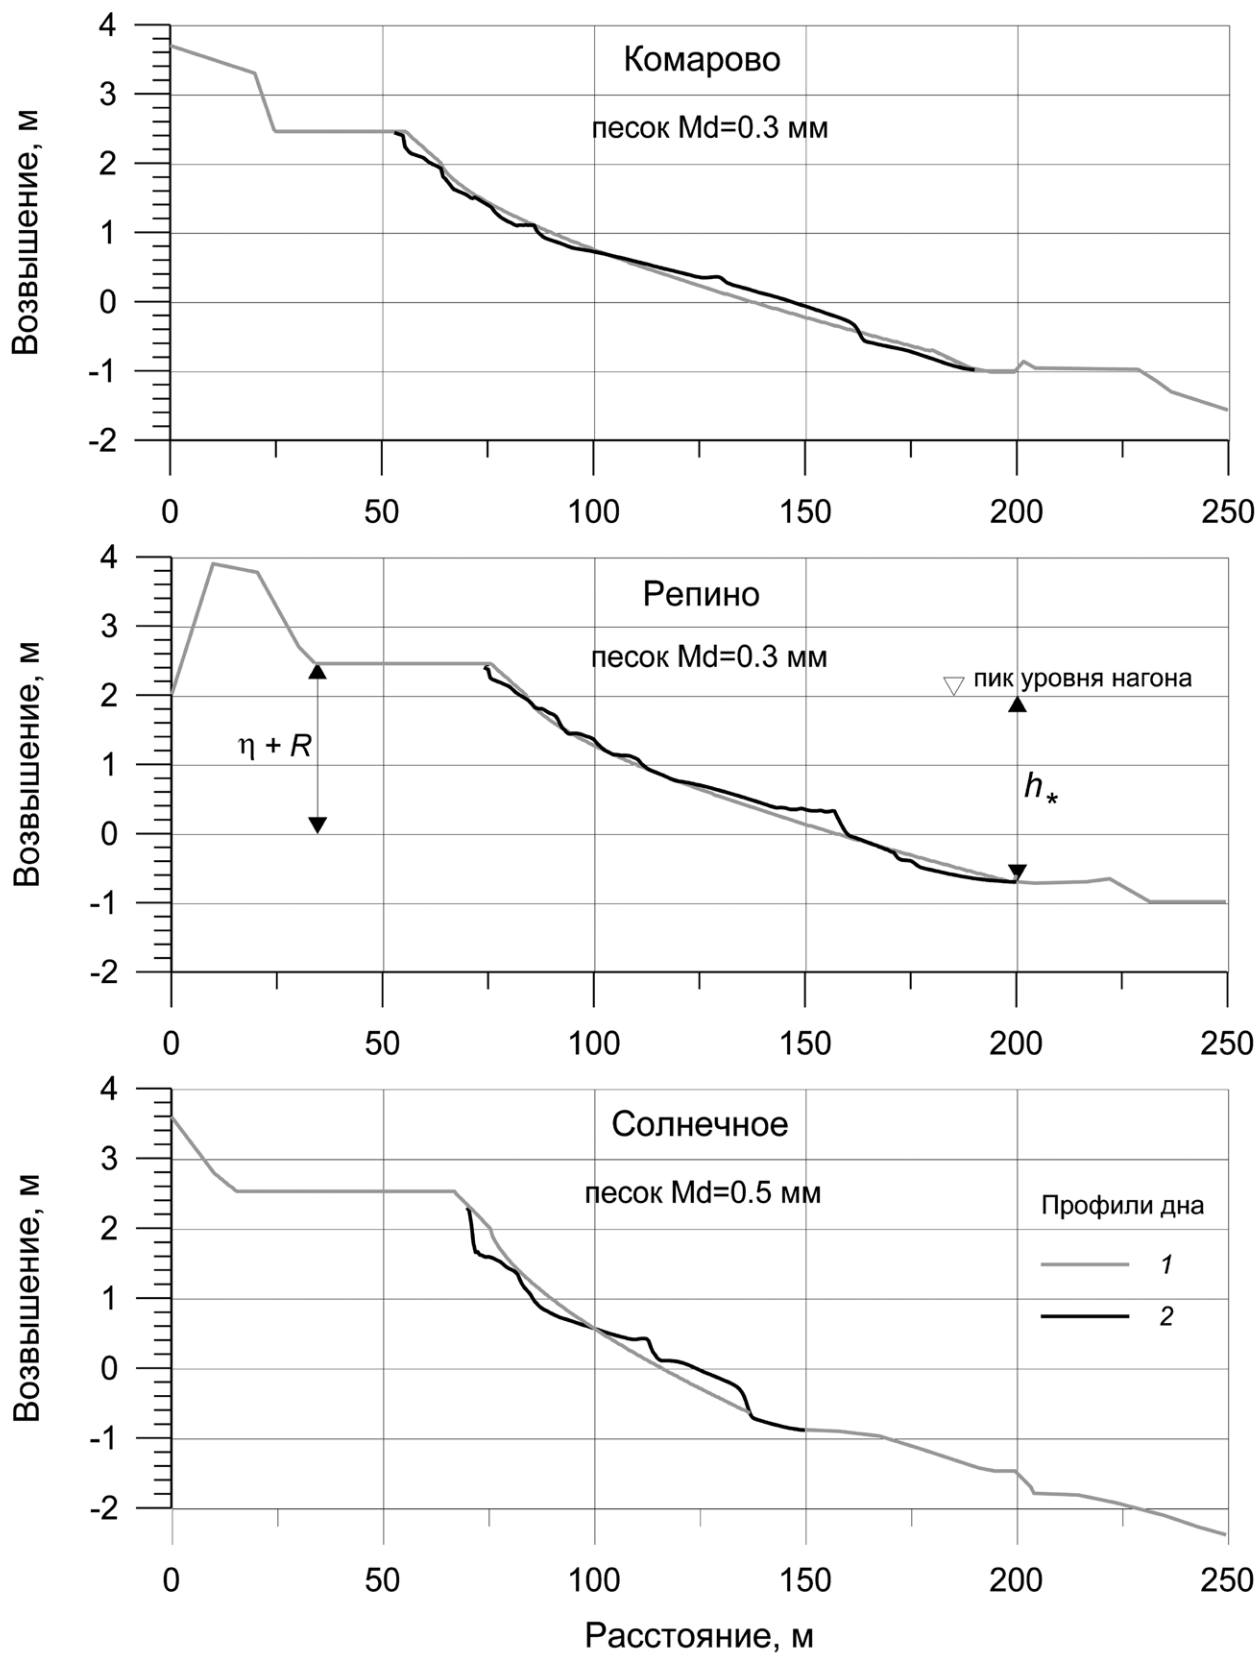 Комарово
песок Md=0.3 мм
Возвышение, м
4
3
2
1
0
-1
-2
0 50 100 150 200 250
Репино
песок Md=0.3 мм
пик уровня нагона
η + R
h*
Возвышение, м
4
3
2
1
0
-1
-2
0 50 100 150 200 250
Солнечное
песок Md=0.5 мм
Профили дна
1
2
Возвышение, м
4
3
2
1
0
-1
-2
0 50 100 150 200 250
Расстояние, м